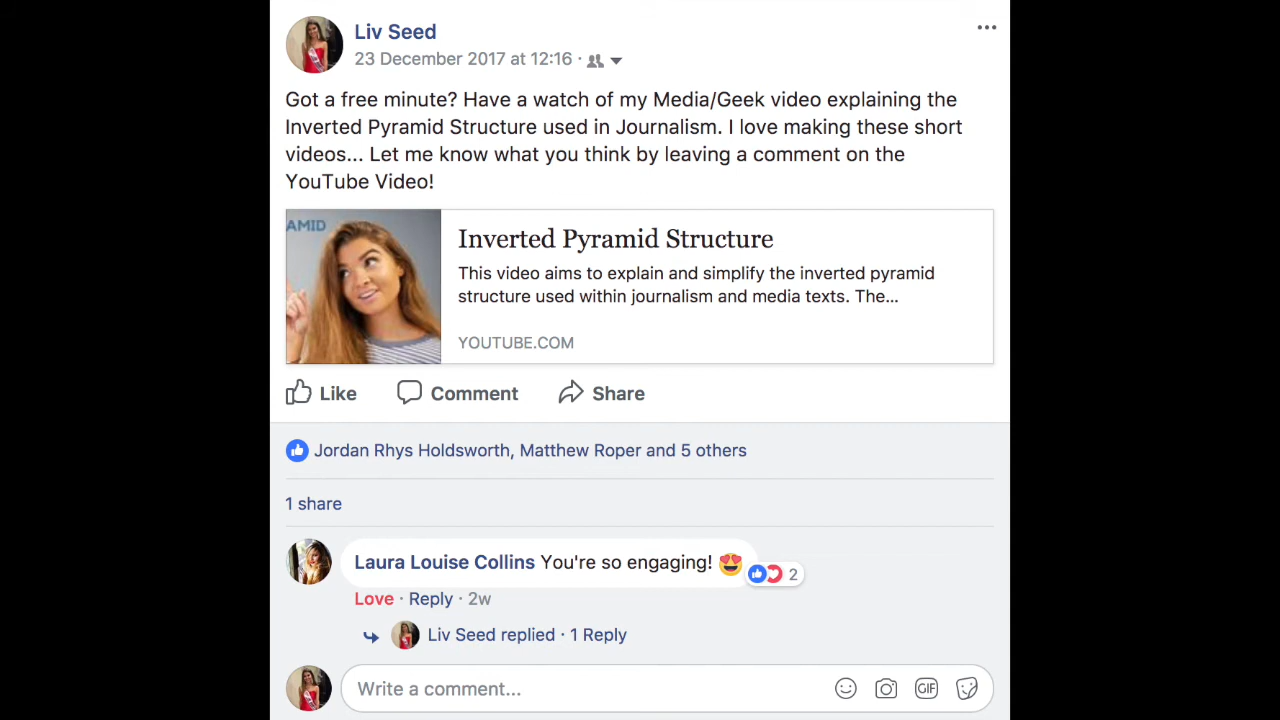 Liv Seed
23 December 2017 at 12:16 ·
Got a free minute? Have a watch of my Media/Geek video explaining the
Inverted Pyramid Structure used in Journalism. I love making these short
videos... Let me know what you think by leaving a comment on the
YouTube Video!
AMID
Inverted Pyramid Structure
This video aims to explain and simplify the inverted pyramid
structure used within journalism and media texts. The...
YOUTUBE.COM
Like Comment Share
Jordan Rhys Holdsworth, Matthew Roper and 5 others
1 share
Laura Louise Collins You're so engaging! 😍
2
Love · Reply · 2w
Liv Seed replied · 1 Reply
Write a comment...
GIF